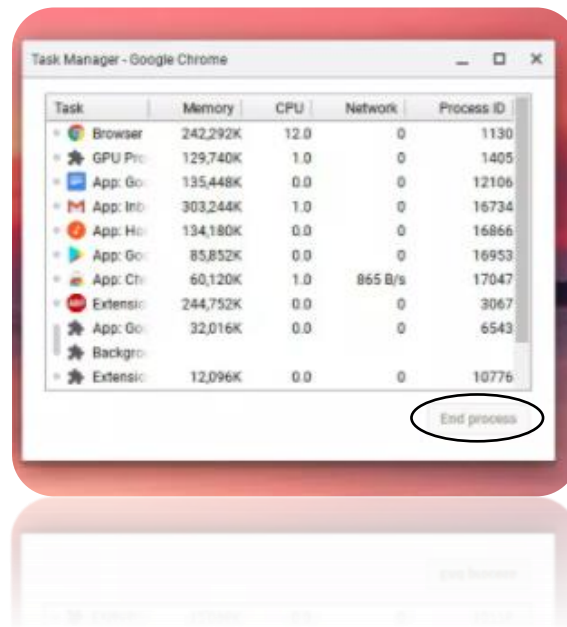 Task Manager - Google Chrome
Task Memory CPU Network Process ID
Browser 242,292K 12.0 0 1130
GPU Pro 129,740K 1.0 0 1405
App: Go 135,448K 0.0 0 12106
App: Inb 303,244K 1.0 0 16734
App: Ho 134,180K 0.0 0 16866
App: Goo 85,852K 0.0 0 16953
App: Chr 60,120K 1.0 865 B/s 17047
Extensio 244,752K 0.0 0 3067
App: Goo 32,016K 0.0 0 6543
Backgro
Extensio 12,096K 0.0 0 10776
End process